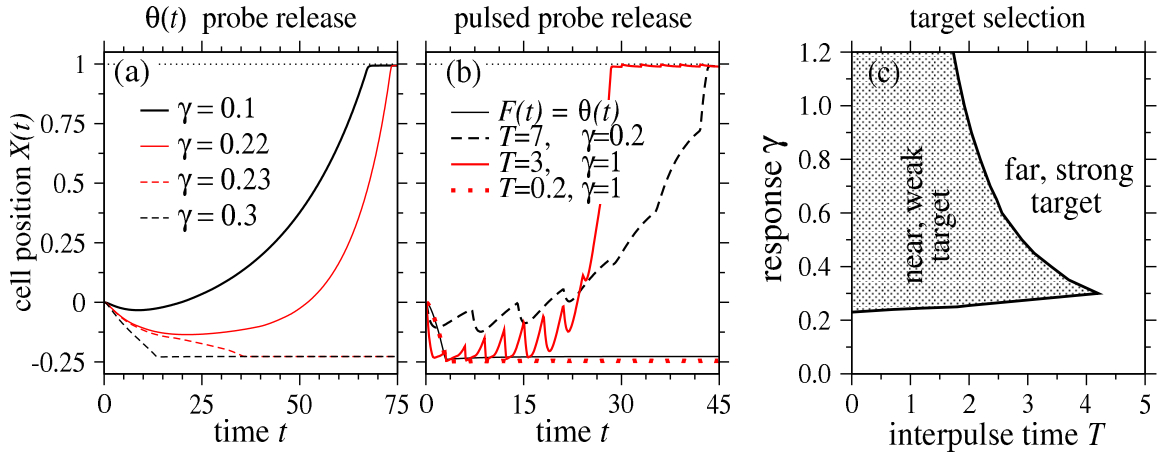 θ(t) probe release
pulsed probe release
target selection
(a)
γ = 0.1
γ = 0.22
γ = 0.23
γ = 0.3
1
0.75
0.5
0.25
0
-0.25
cell position X(t)
0 25 50 75
time t
(b)
F(t) = θ(t)
T=7, γ=0.2
T=3, γ=1
T=0.2, γ=1
0 15 30 45
pulsed time t
(c)
1.2
1.0
0.8
0.6
0.4
0.2
0.0
response γ
near, weak
target
far, strong
target
0 1 2 3 4 5
interpulse time T